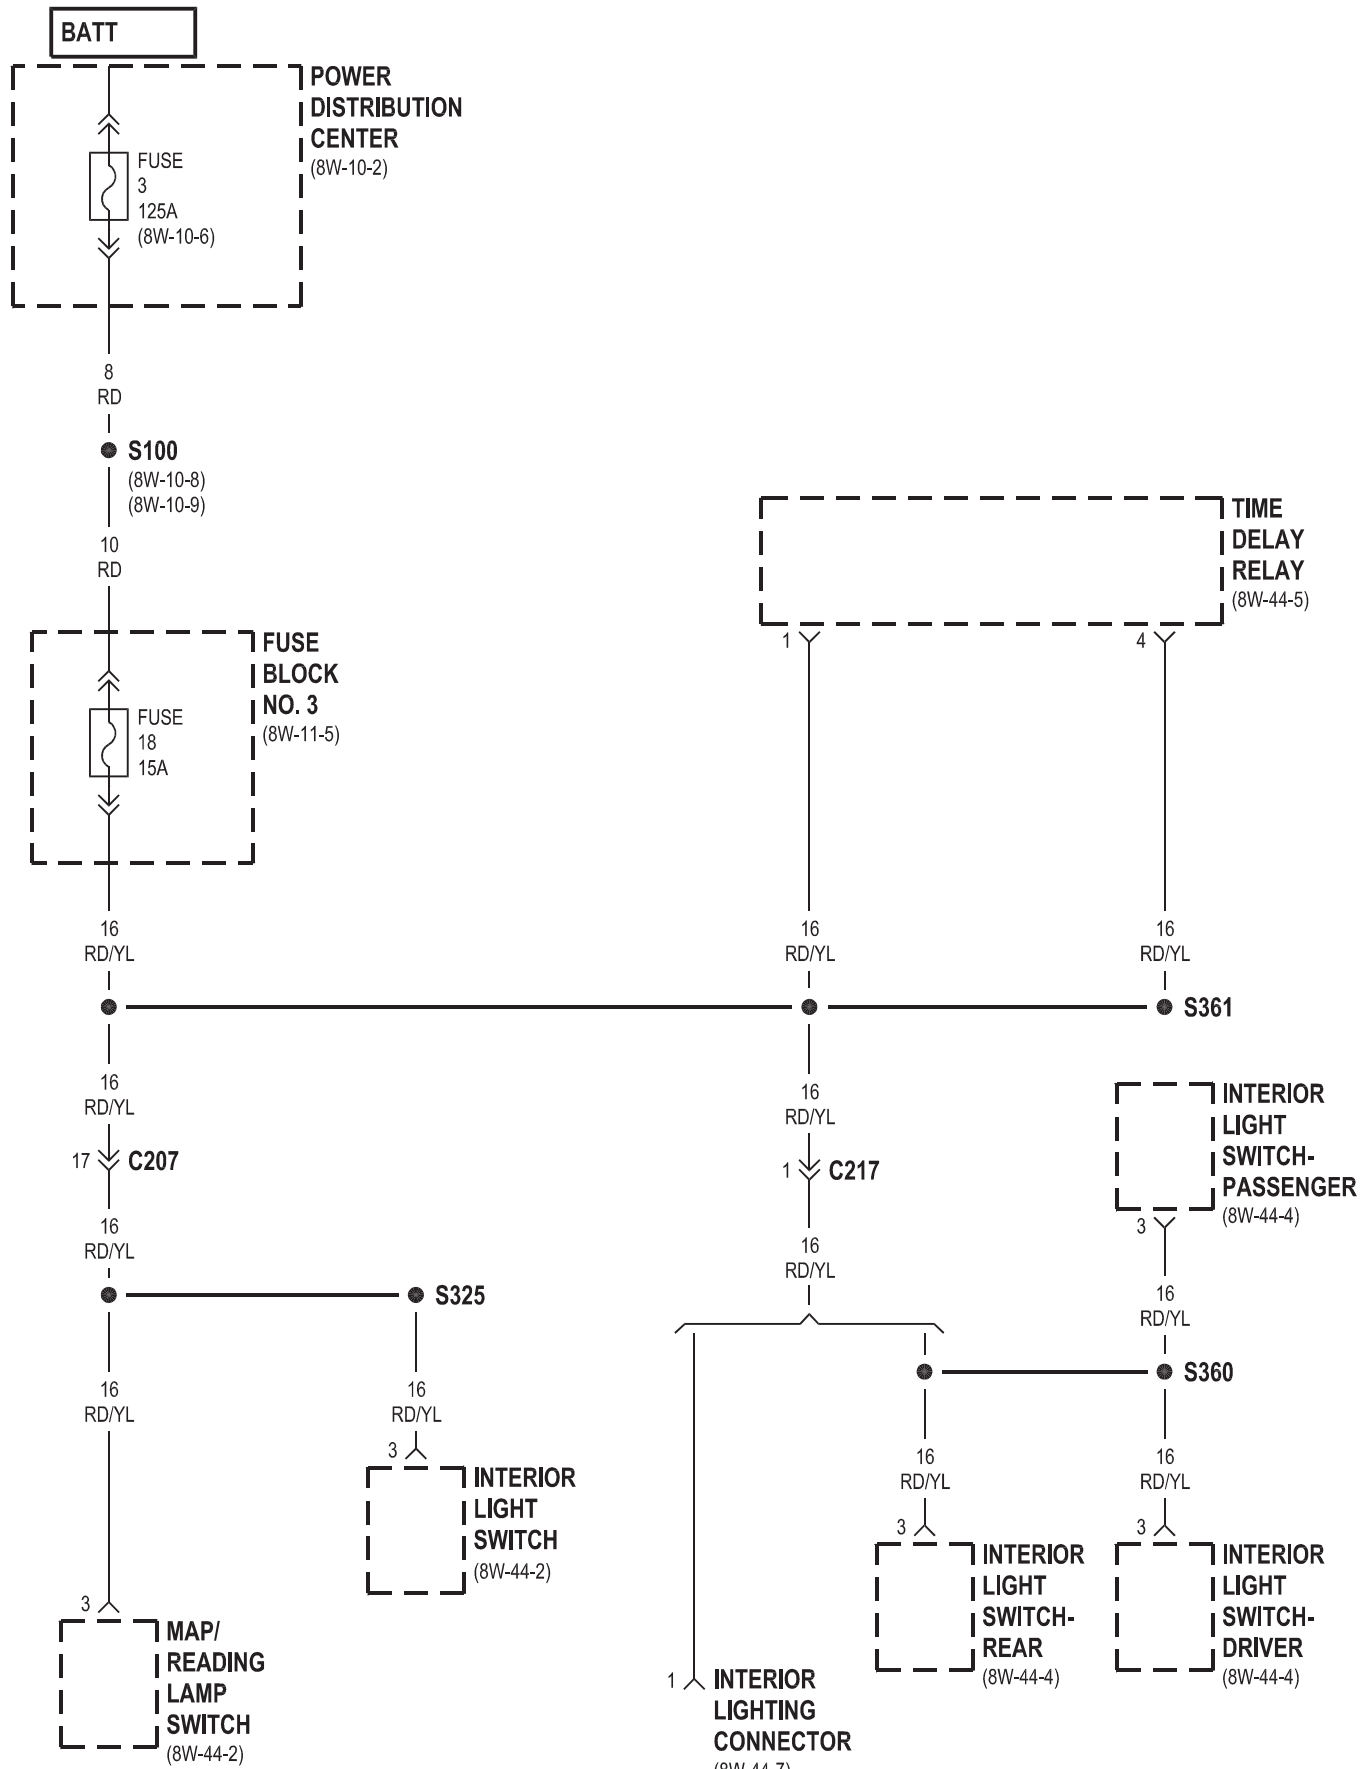 BATT
POWER
DISTRIBUTION
CENTER
(8W-10-2)
FUSE
3
125A
(8W-10-6)
8
RD
S100
(8W-10-8)
(8W-10-9)
10
RD
FUSE
BLOCK
NO. 3
(8W-11-5)
FUSE
18
15A
TIME
DELAY
RELAY
(8W-44-5)
1
4
16
RD/YL
16
RD/YL
16
RD/YL
S361
16
RD/YL
17
C207
16
RD/YL
S325
16
RD/YL
16
RD/YL
3
INTERIOR
LIGHT
SWITCH
(8W-44-2)
3
MAP/
READING
LAMP
SWITCH
(8W-44-2)
16
RD/YL
1
C217
16
RD/YL
INTERIOR
LIGHT
SWITCH-
PASSENGER
(8W-44-4)
3
16
RD/YL
S360
16
RD/YL
16
RD/YL
3
INTERIOR
LIGHT
SWITCH-
REAR
(8W-44-4)
3
INTERIOR
LIGHT
SWITCH-
DRIVER
(8W-44-4)
1
INTERIOR
LIGHTING
CONNECTOR
(8W-44-7)